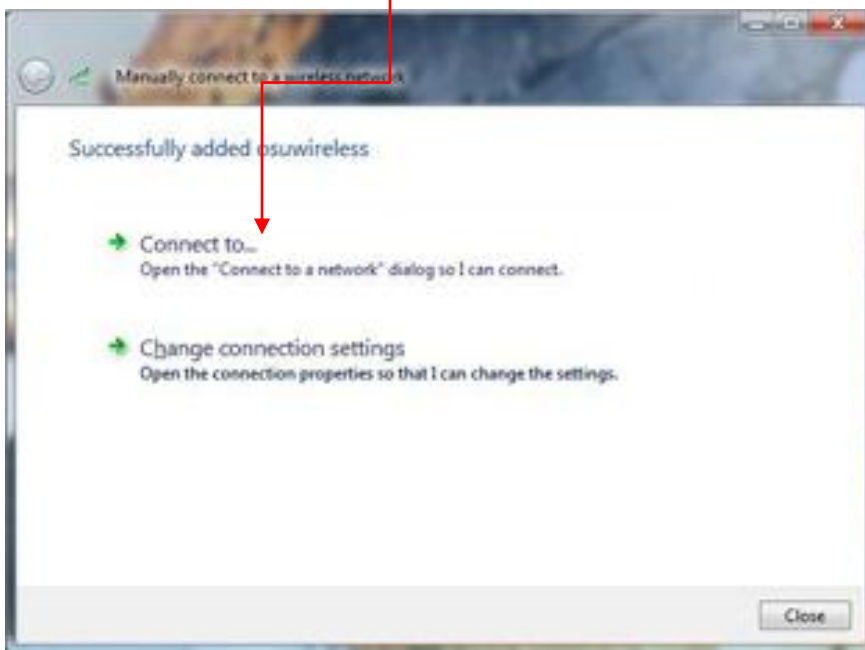 Manually connect to a wireless network
Successfully added osuwireless
Connect to...
Open the "Connect to a network" dialog so I can connect.
Change connection settings
Open the connection properties so that I can change the settings.
Close